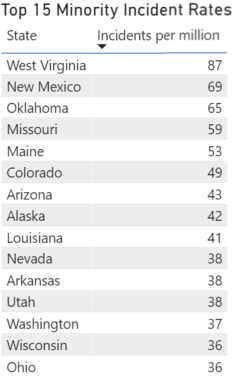 Top 15 Minority Incident Rates
State Incidents per million
West Virginia 87
New Mexico 69
Oklahoma 65
Missouri 59
Maine 53
Colorado 49
Arizona 43
Alaska 42
Louisiana 41
Nevada 38
Arkansas 38
Utah 38
Washington 37
Wisconsin 36
Ohio 36